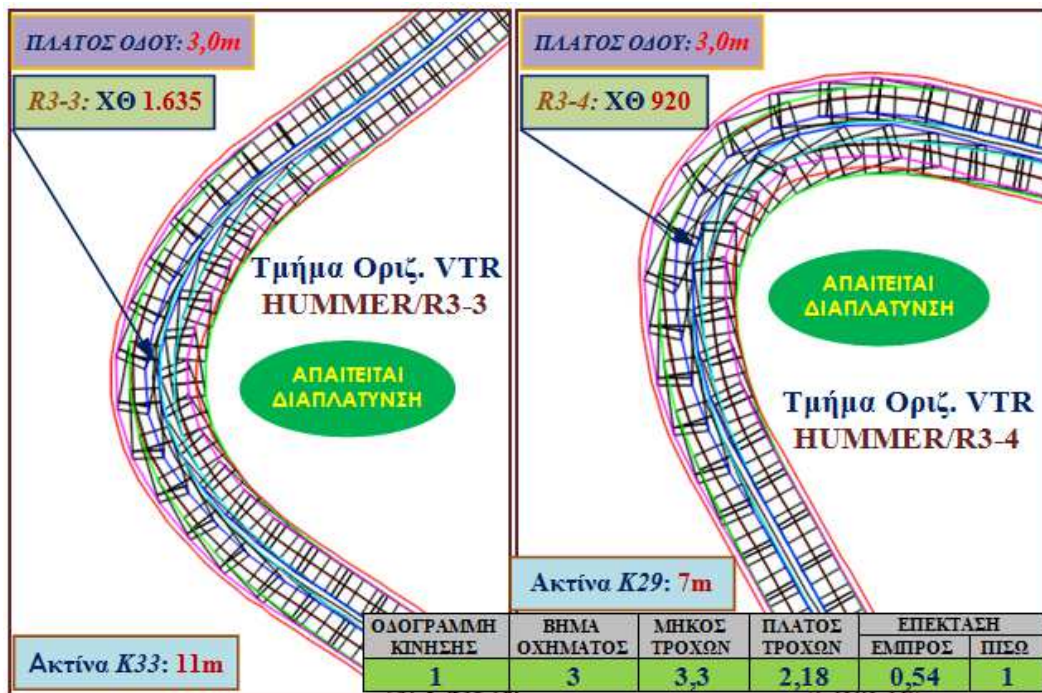 ΠΛΑΤΟΣ ΟΔΟΥ: 3,0m
R3-3: ΧΘ 1.635
Τμήμα Οριζ. VTR
HUMMER/R3-3
ΑΠΑΙΤΕΙΤΑΙ
ΔΙΑΠΛΑΤΥΝΣΗ
Ακτίνα K33: 11m
ΠΛΑΤΟΣ ΟΔΟΥ: 3,0m
R3-4: ΧΘ 920
ΑΠΑΙΤΕΙΤΑΙ
ΔΙΑΠΛΑΤΥΝΣΗ
Τμήμα Οριζ. VTR
HUMMER/R3-4
Ακτίνα K29: 7m
ΟΔΟΓΡΑΜΜΗ ΒΗΜΑ ΜΗΚΟΣ ΠΛΑΤΟΣ ΕΠΕΚΤΑΣΗ
ΚΙΝΗΣΗΣ ΟΧΗΜΑΤΟΣ ΤΡΟΧΩΝ ΤΡΟΧΩΝ ΕΜΠΡΟΣ ΠΙΣΩ
1 3 3,3 2,18 0,54 1